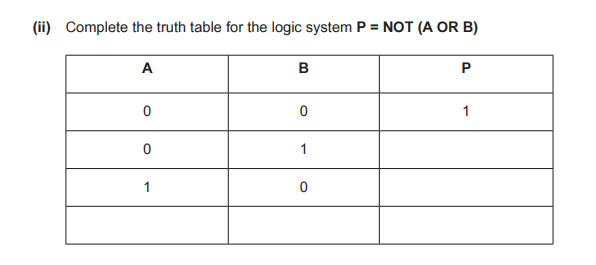 (ii) Complete the truth table for the logic system P = NOT (A OR B)
A B P
0 0 1
0 1
1 0